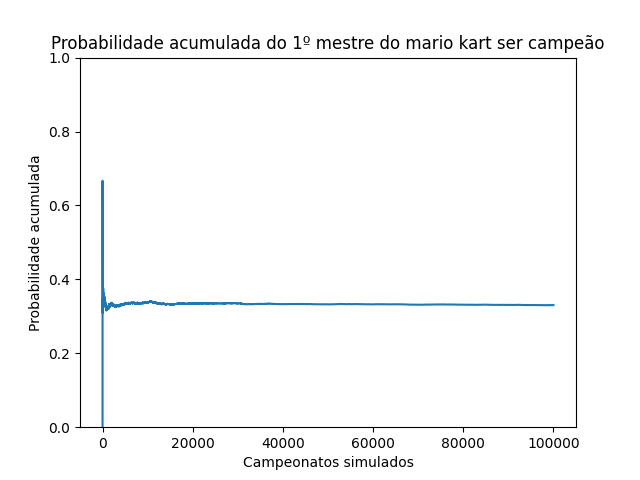 Probabilidade acumulada do 1º mestre do mario kart ser campeão
1.0
0.8
0.6
0.4
0.2
0.0
Probabilidade acumulada
0 20000 40000 60000 80000 100000
Campeonatos simulados